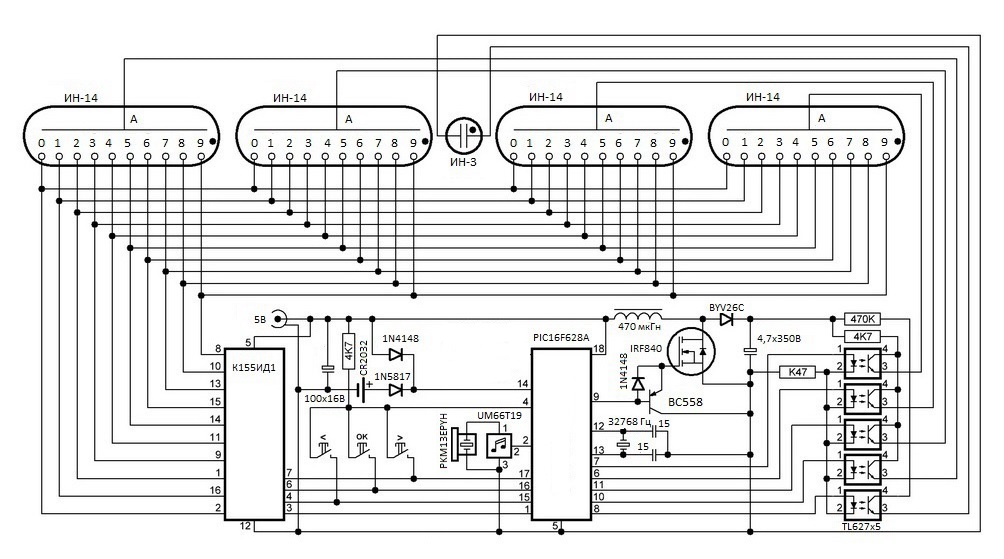 ИН-14
ИН-14
ИН-14
ИН-14
A
A
A
A
0 1 2 3 4 5 6 7 8 9
0 1 2 3 4 5 6 7 8 9
ИН-3
0 1 2 3 4 5 6 7 8 9
0 1 2 3 4 5 6 7 8 9
5В
5
К155ИД1
8
10
13
15
14
11
9
1
16
2
12
7
6
4
3
4K7
CR2032
+
100x16В
1N4148
1N5817
<
ОК
>
PKM13EPYH
UM66T19
1
2
3
PIC16F628A
14
4
2
17
16
15
1
18
9
12
13
7
6
11
10
8
5
470 мкГн
BYV26C
IRF840
1N4148
BC558
32768 Гц
15
15
4,7x350В
470K
4K7
K47
1 4
2 3
1 4
2 3
1 4
2 3
1 4
2 3
1 4
2 3
TL627x5